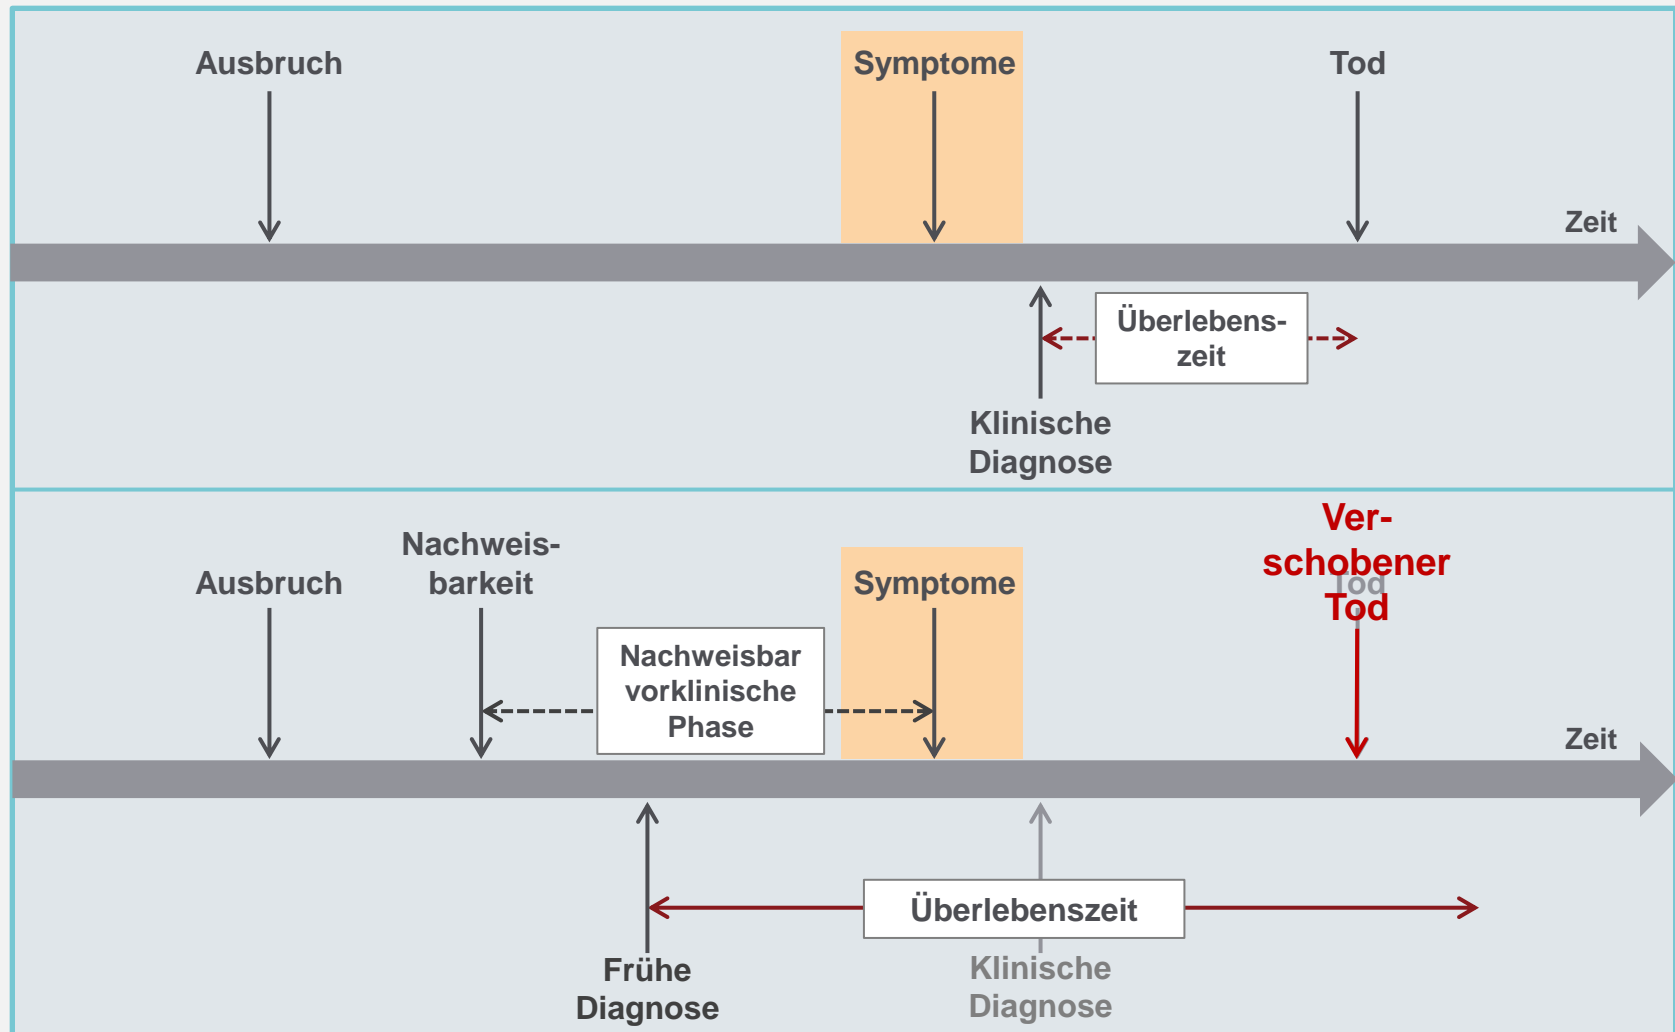 Ausbruch
Symptome
Tod
Zeit
Überlebens-
zeit
Klinische
Diagnose
Ausbruch
Nachweis-
barkeit
Symptome
Ver-
schobener
Tod
Tod
Nachweisbar
vorklinische
Phase
Zeit
Überlebenszeit
Frühe
Diagnose
Klinische
Diagnose